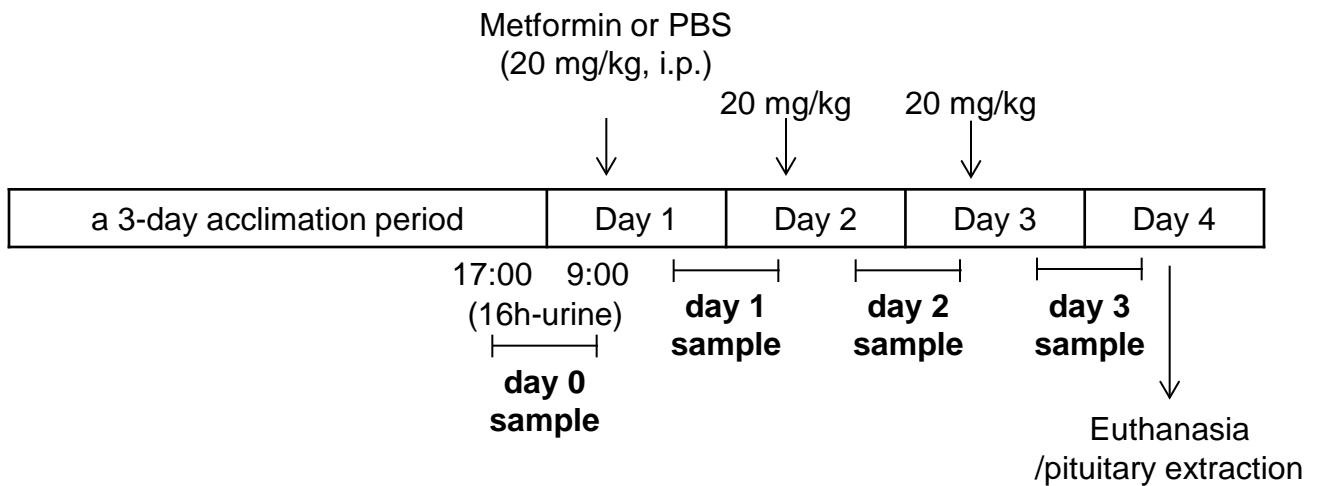 Metformin or PBS
(20 mg/kg, i.p.)
20 mg/kg
20 mg/kg
a 3-day acclimation period
Day 1
Day 2
Day 3
Day 4
17:00
9:00
(16h-urine)
day 0
sample
day 1
sample
day 2
sample
day 3
sample
Euthanasia
/pituitary extraction